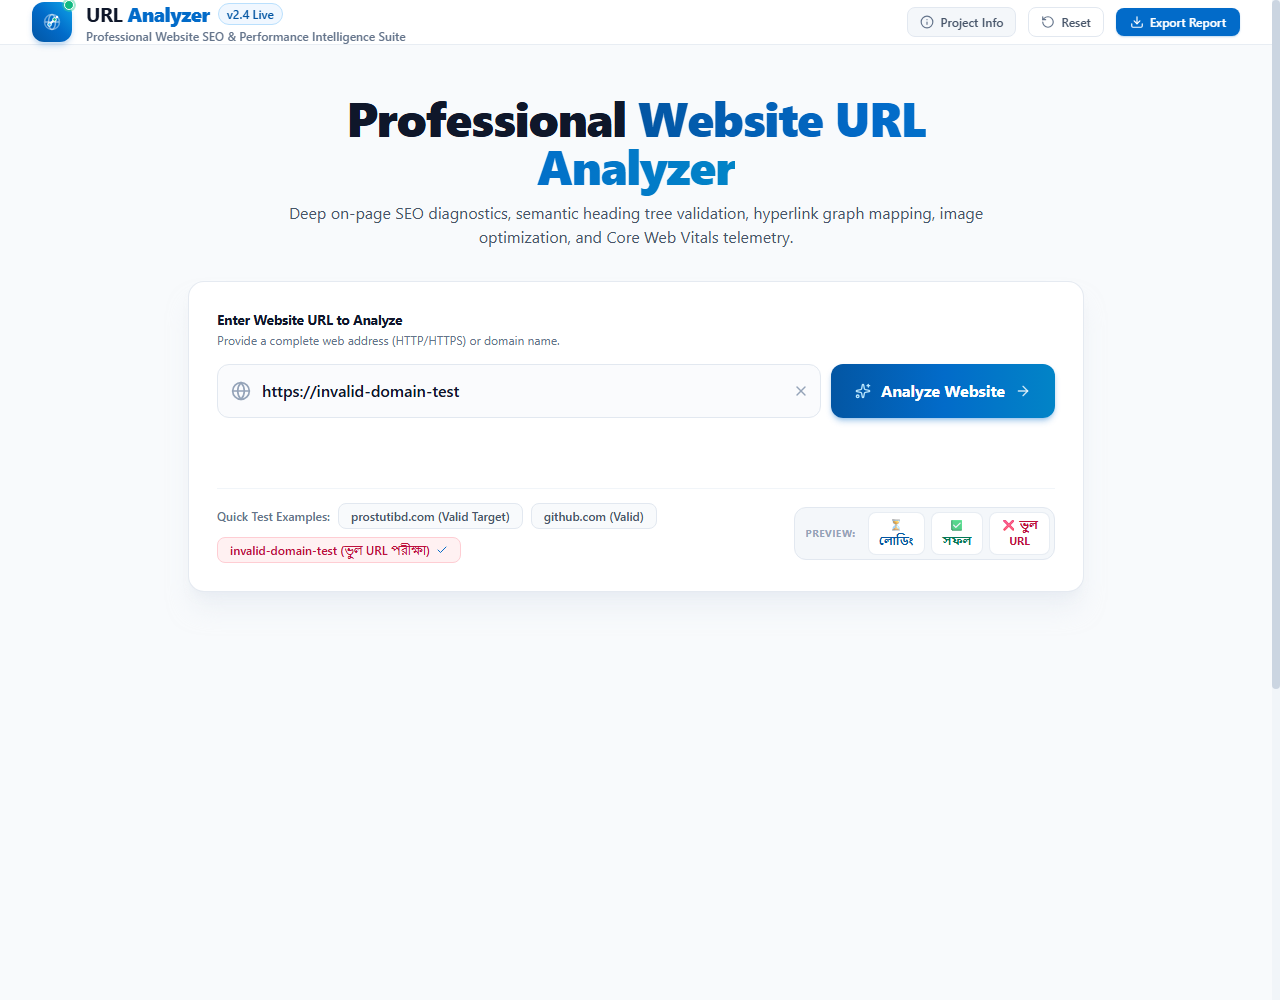 URL Analyzer v2.4 Live
Professional Website SEO & Performance Intelligence Suite
Project Info
Reset
Export Report
Professional Website URL
Analyzer
Deep on-page SEO diagnostics, semantic heading tree validation, hyperlink graph mapping, image
optimization, and Core Web Vitals telemetry.
Enter Website URL to Analyze
Provide a complete web address (HTTP/HTTPS) or domain name.
https://invalid-domain-test
Analyze Website
Quick Test Examples:
prostutibd.com (Valid Target)
github.com (Valid)
invalid-domain-test (ভুল URL পরীক্ষা)
PREVIEW:
⏳
লোডিং
✅
সফল
❌ ভুল
URL